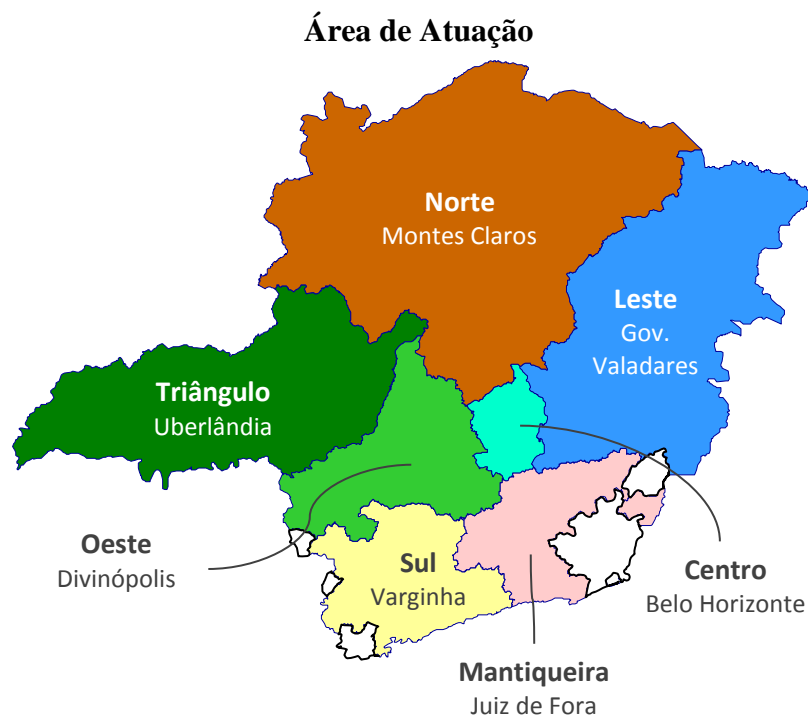 Área de Atuação
Norte
Montes Claros
Leste
Gov.
Valadares
Triângulo
Uberlândia
Oeste
Divinópolis
Sul
Varginha
Centro
Belo Horizonte
Mantiqueira
Juiz de Fora